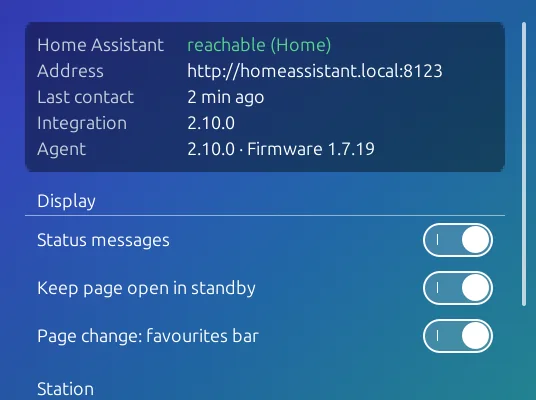 Home Assistant reachable (Home)
Address http://homeassistant.local:8123
Last contact 2 min ago
Integration 2.10.0
Agent 2.10.0 · Firmware 1.7.19
Display
Status messages
Keep page open in standby
Page change: favourites bar
Station